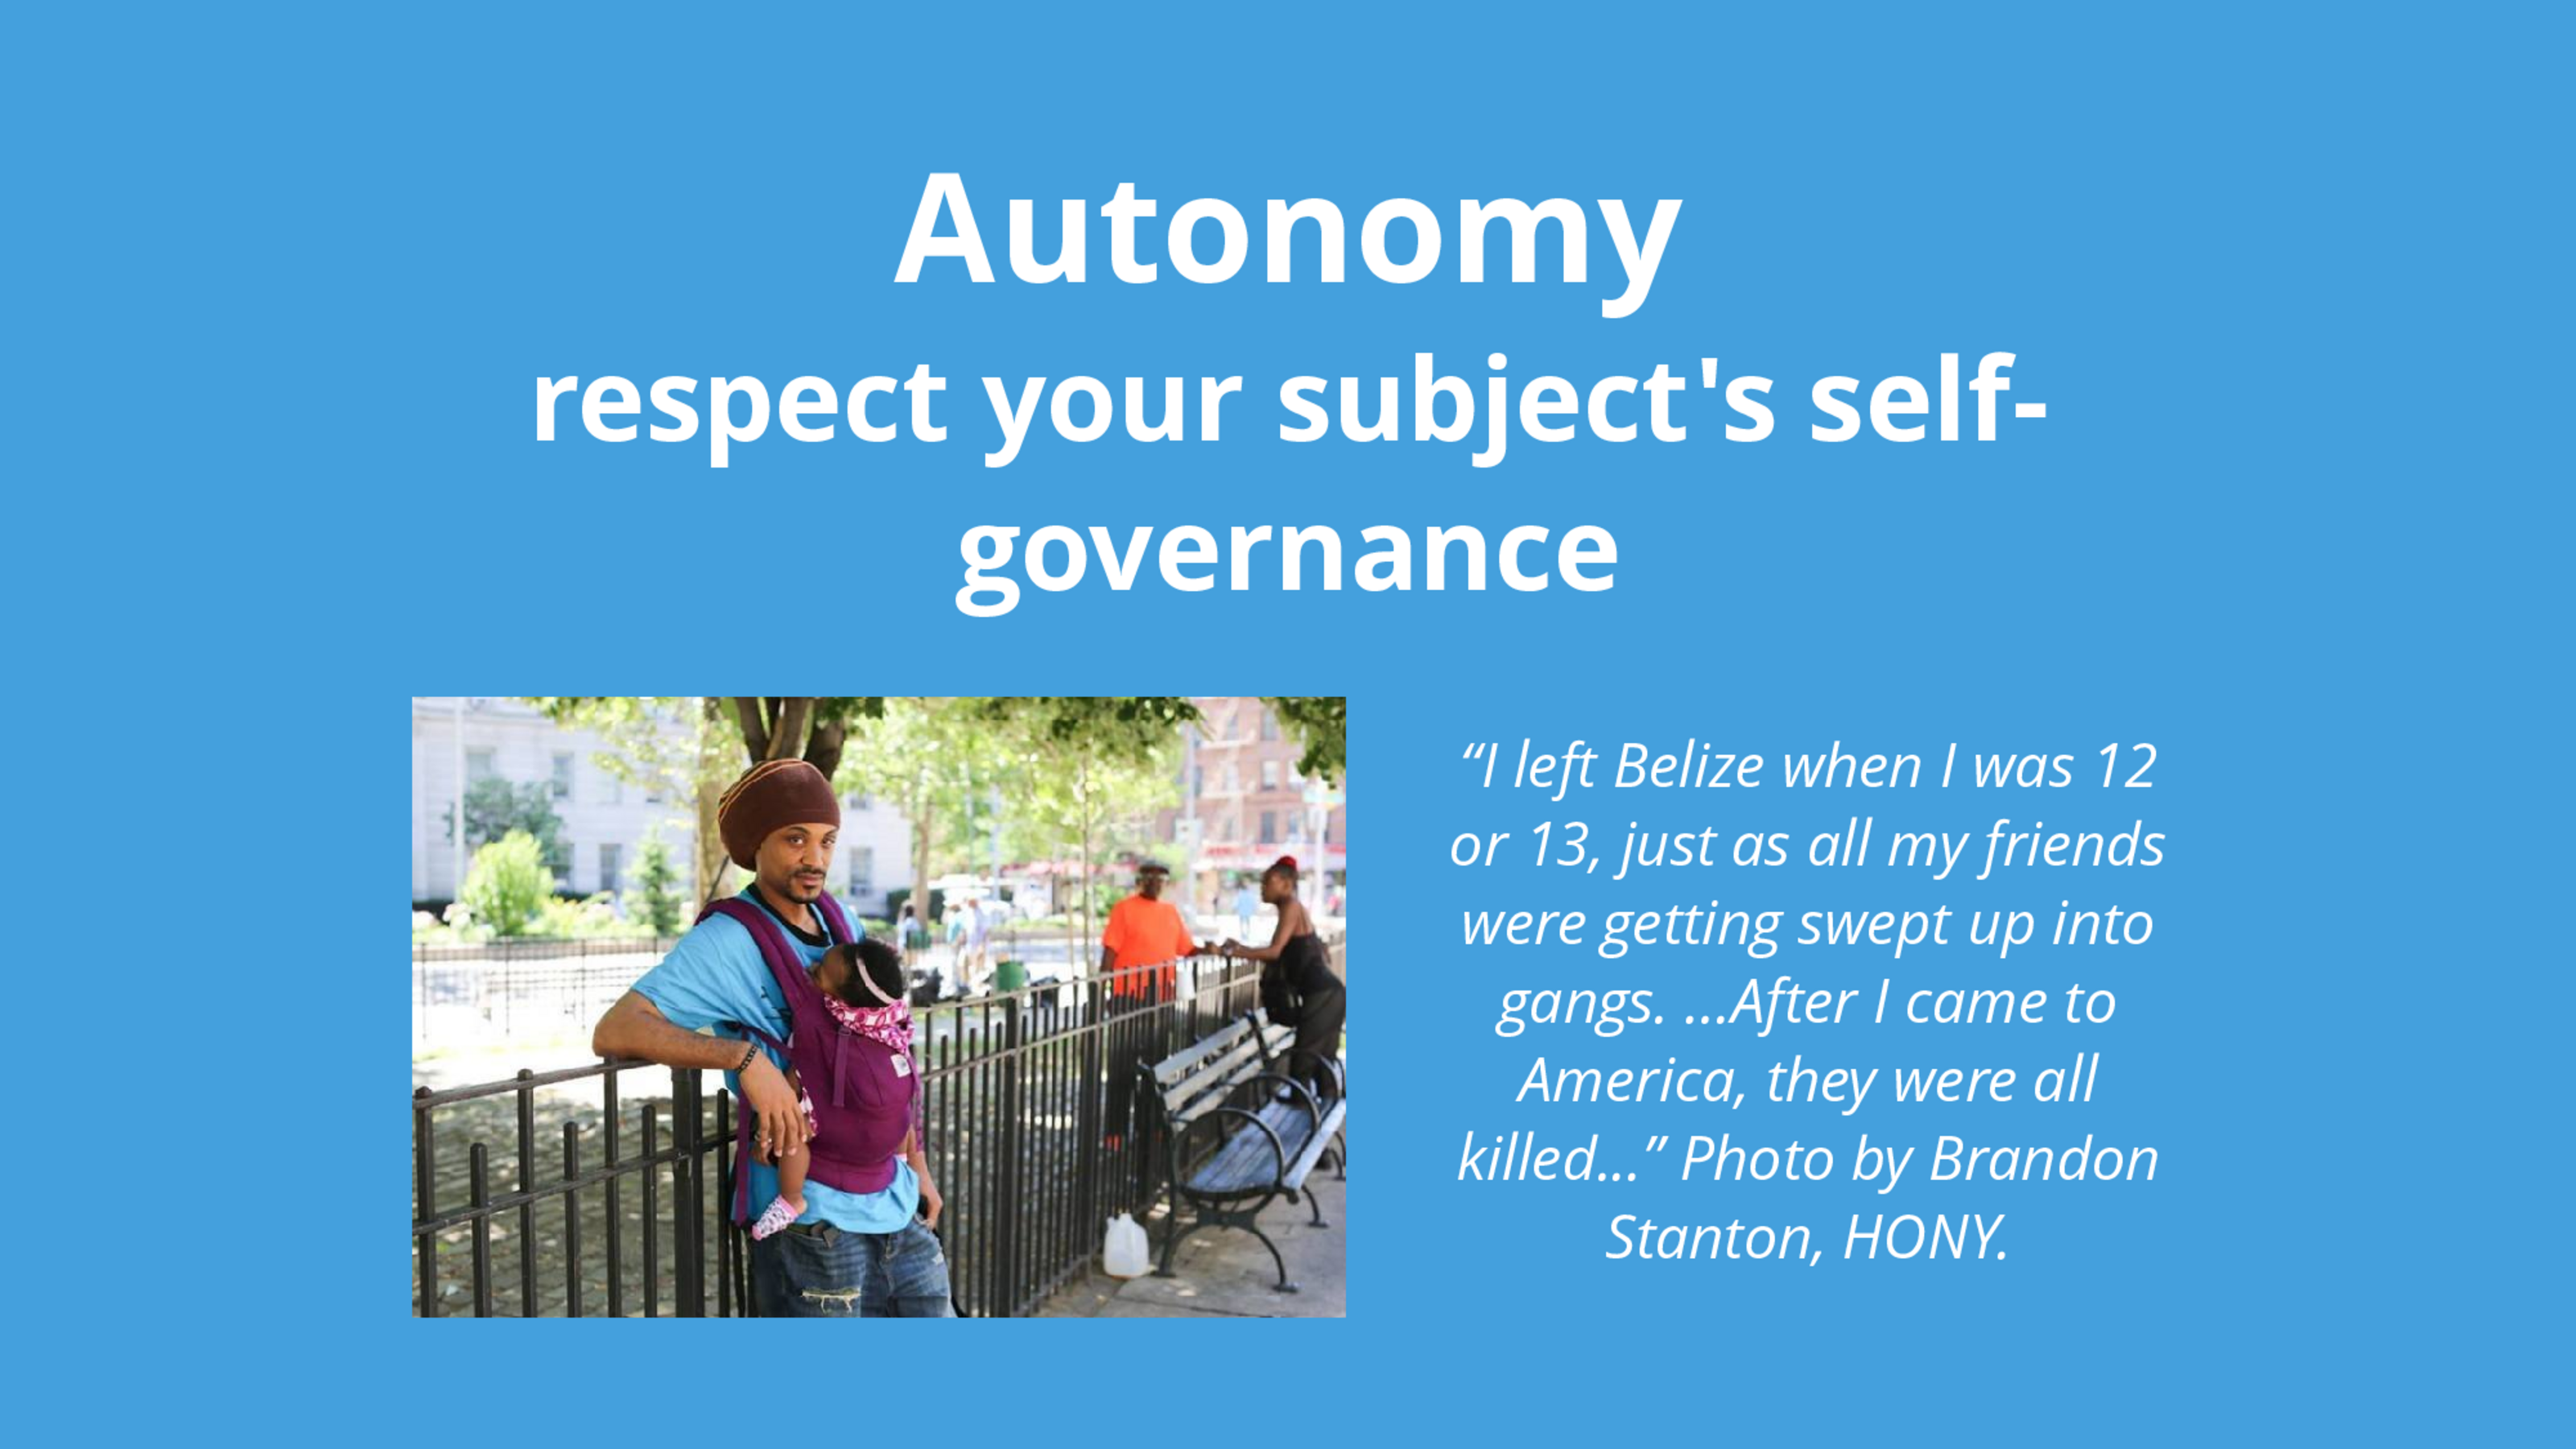 Autonomy
respect your subject's self-
governance
“I left Belize when I was 12
or 13, just as all my friends
were getting swept up into
gangs. ...After I came to
America, they were all
killed...” Photo by Brandon
Stanton, HONY.